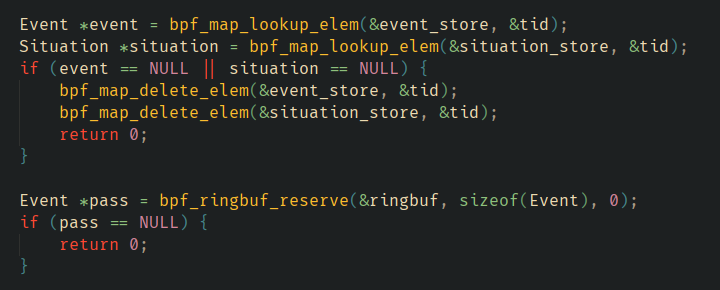 Event *event = bpf_map_lookup_elem(&event_store, &tid);
Situation *situation = bpf_map_lookup_elem(&situation_store, &tid);
if (event == NULL || situation == NULL) {
    bpf_map_delete_elem(&event_store, &tid);
    bpf_map_delete_elem(&situation_store, &tid);
    return 0;
}

Event *pass = bpf_ringbuf_reserve(&ringbuf, sizeof(Event), 0);
if (pass == NULL) {
    return 0;
}